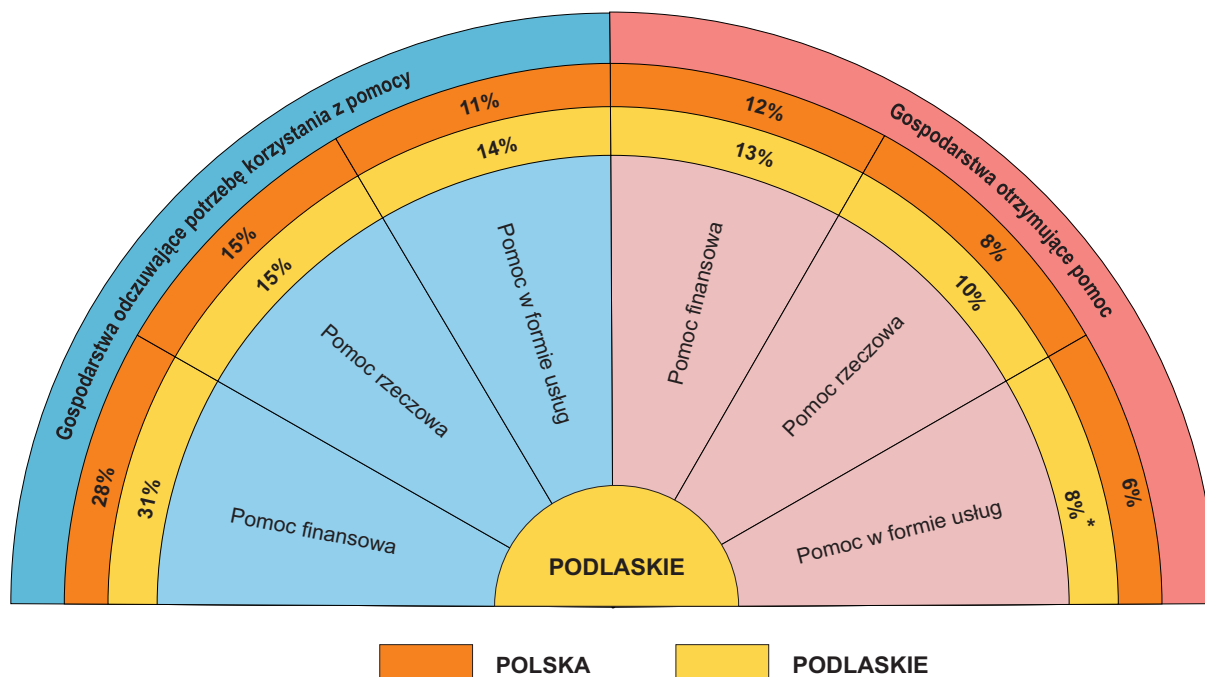 Gospodarstwa odczuwające potrzebę korzystania z pomocy
Gospodarstwa otrzymujące pomoc
28%
15%
11%
12%
8%
6%
31%
15%
14%
13%
10%
8% *
Pomoc finansowa
Pomoc rzeczowa
Pomoc w formie usług
Pomoc finansowa
Pomoc rzeczowa
Pomoc w formie usług
PODLASKIE
POLSKA
PODLASKIE